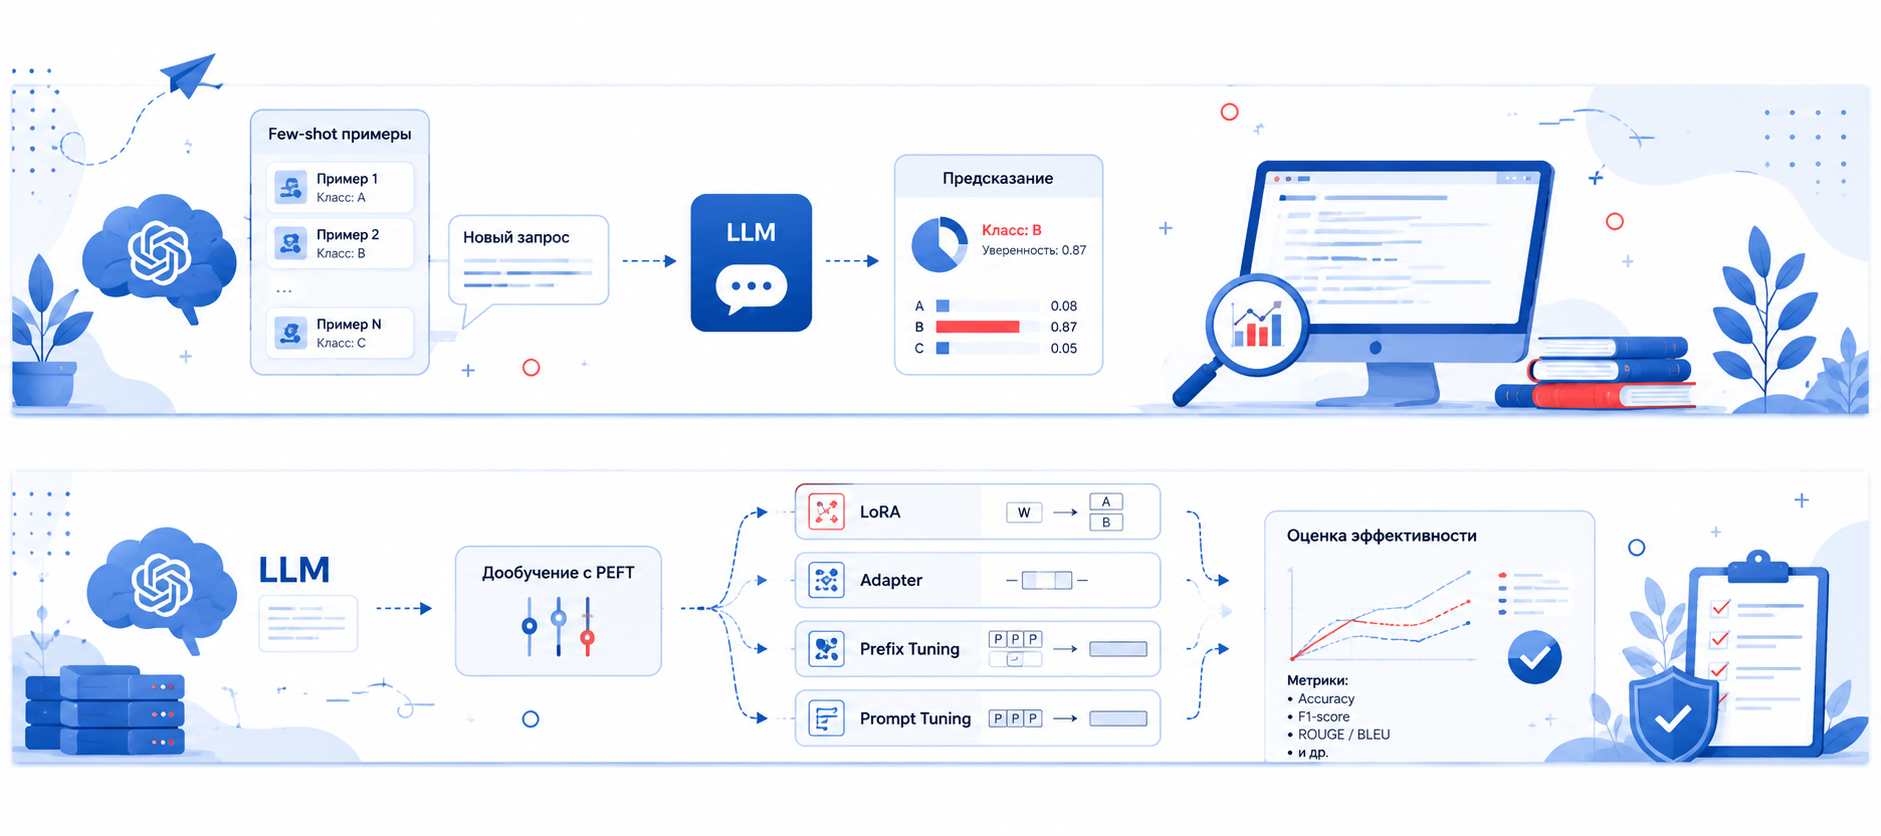 Few-shot примеры
Пример 1
Класс: A
Пример 2
Класс: B
...
Пример N
Класс: C
Новый запрос
LLM
Предсказание
Класс: B
Уверенность: 0.87
A 0.08
B 0.87
C 0.05
LLM
Дообучение с PEFT
LoRA
W
A
B
Adapter
Prefix Tuning
P P P
Prompt Tuning
P P P
Оценка эффективности
Метрики:
• Accuracy
• F1-score
• ROUGE / BLEU
• и др.